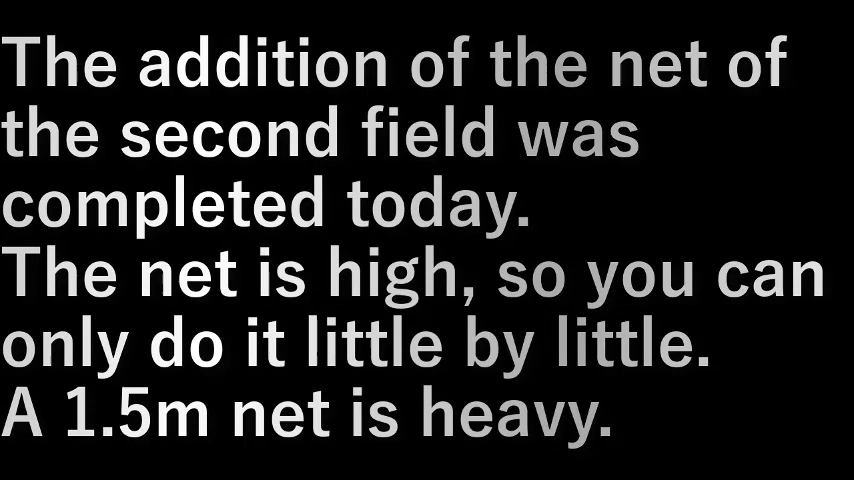 The addition of the net of
the second field was
completed today.
The net is high, so you can
only do it little by little.
A 1.5m net is heavy.